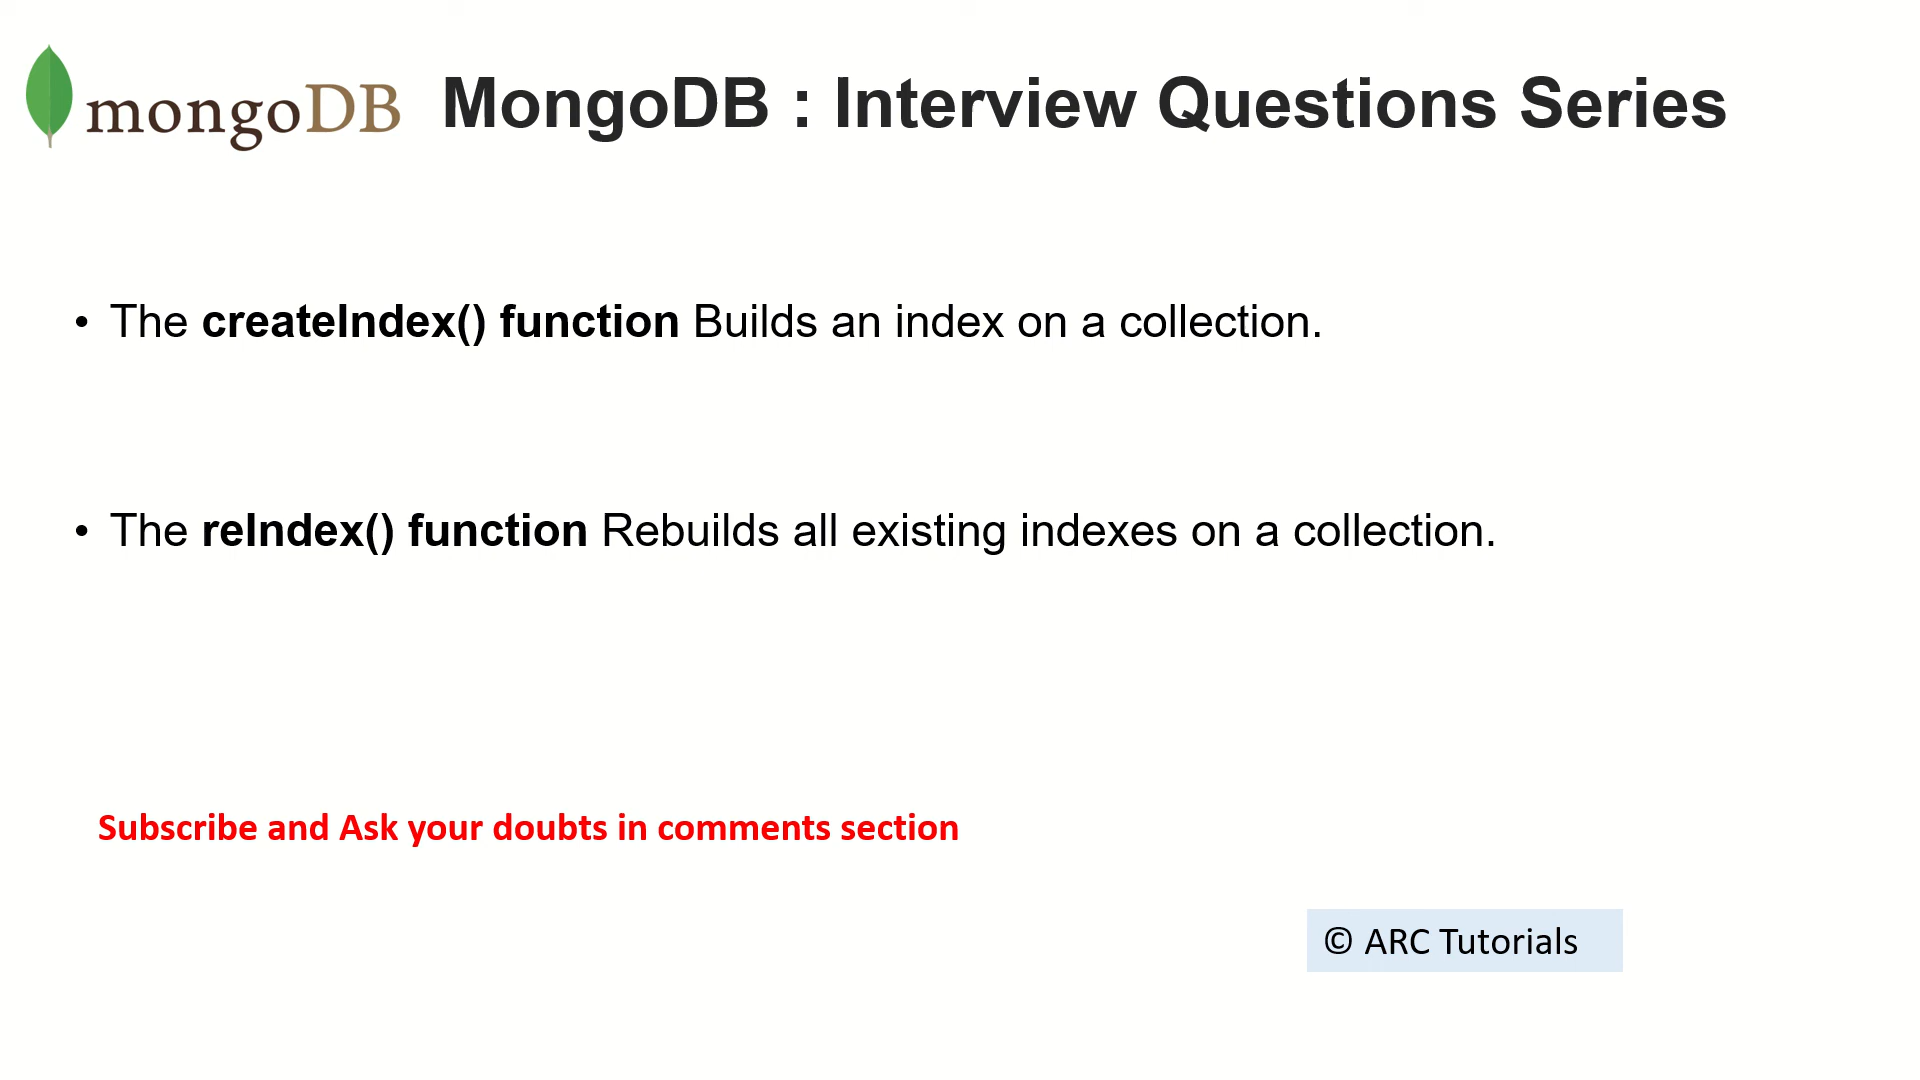 mongoDB MongoDB : Interview Questions Series
• The createIndex() function Builds an index on a collection.
• The reIndex() function Rebuilds all existing indexes on a collection.
Subscribe and Ask your doubts in comments section
© ARC Tutorials